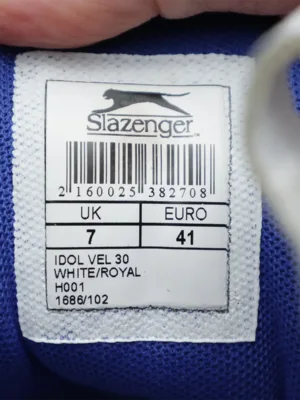 Slazenger
2 160025 382708
UK EURO
7 41
IDOL VEL 30
WHITE/ROYAL
H001
1686/102